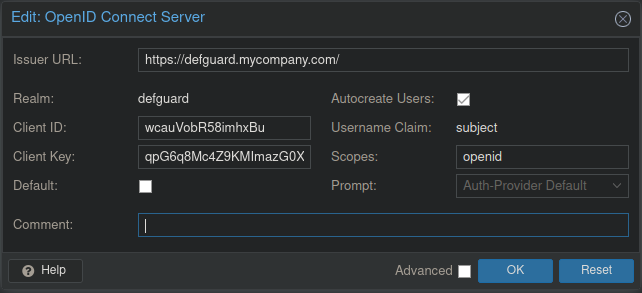 Edit: OpenID Connect Server
Issuer URL: https://defguard.mycompany.com/
Realm: defguard Autocreate Users:
Client ID: wcauVobR58imhxBu Username Claim: subject
Client Key: qpG6q8Mc4Z9KMImazG0X Scopes: openid
Default: Prompt: Auth-Provider Default
Comment:
Help Advanced OK Reset